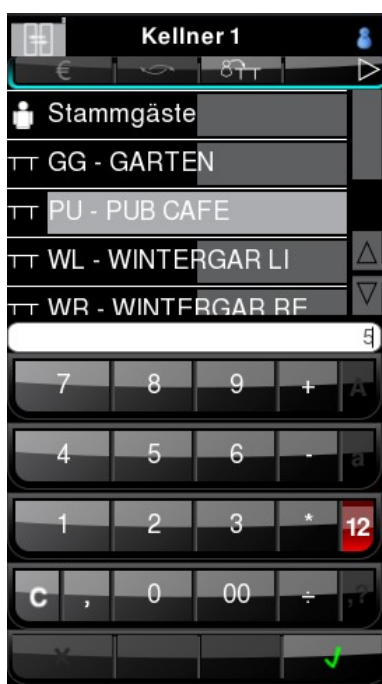 Kellner 1
€
Stammgäste
GG - GARTEN
PU - PUB CAFE
WL - WINTERGAR LI
WR - WINTERGAR RE
5
7 8 9 + A
4 5 6 - a
1 2 3 * 12
C , 0 00 ÷ ,?